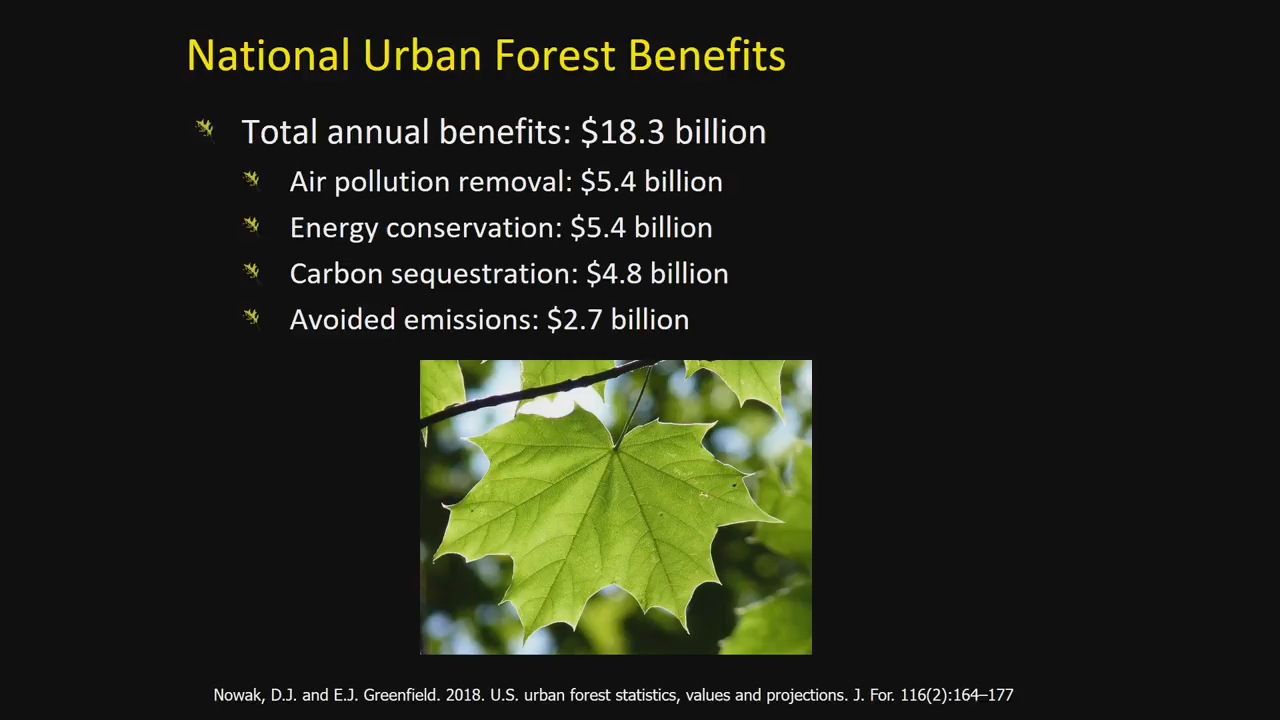 National Urban Forest Benefits
Total annual benefits: $18.3 billion
Air pollution removal: $5.4 billion
Energy conservation: $5.4 billion
Carbon sequestration: $4.8 billion
Avoided emissions: $2.7 billion
Nowak, D.J. and E.J. Greenfield. 2018. U.S. urban forest statistics, values and projections. J. For. 116(2):164–177